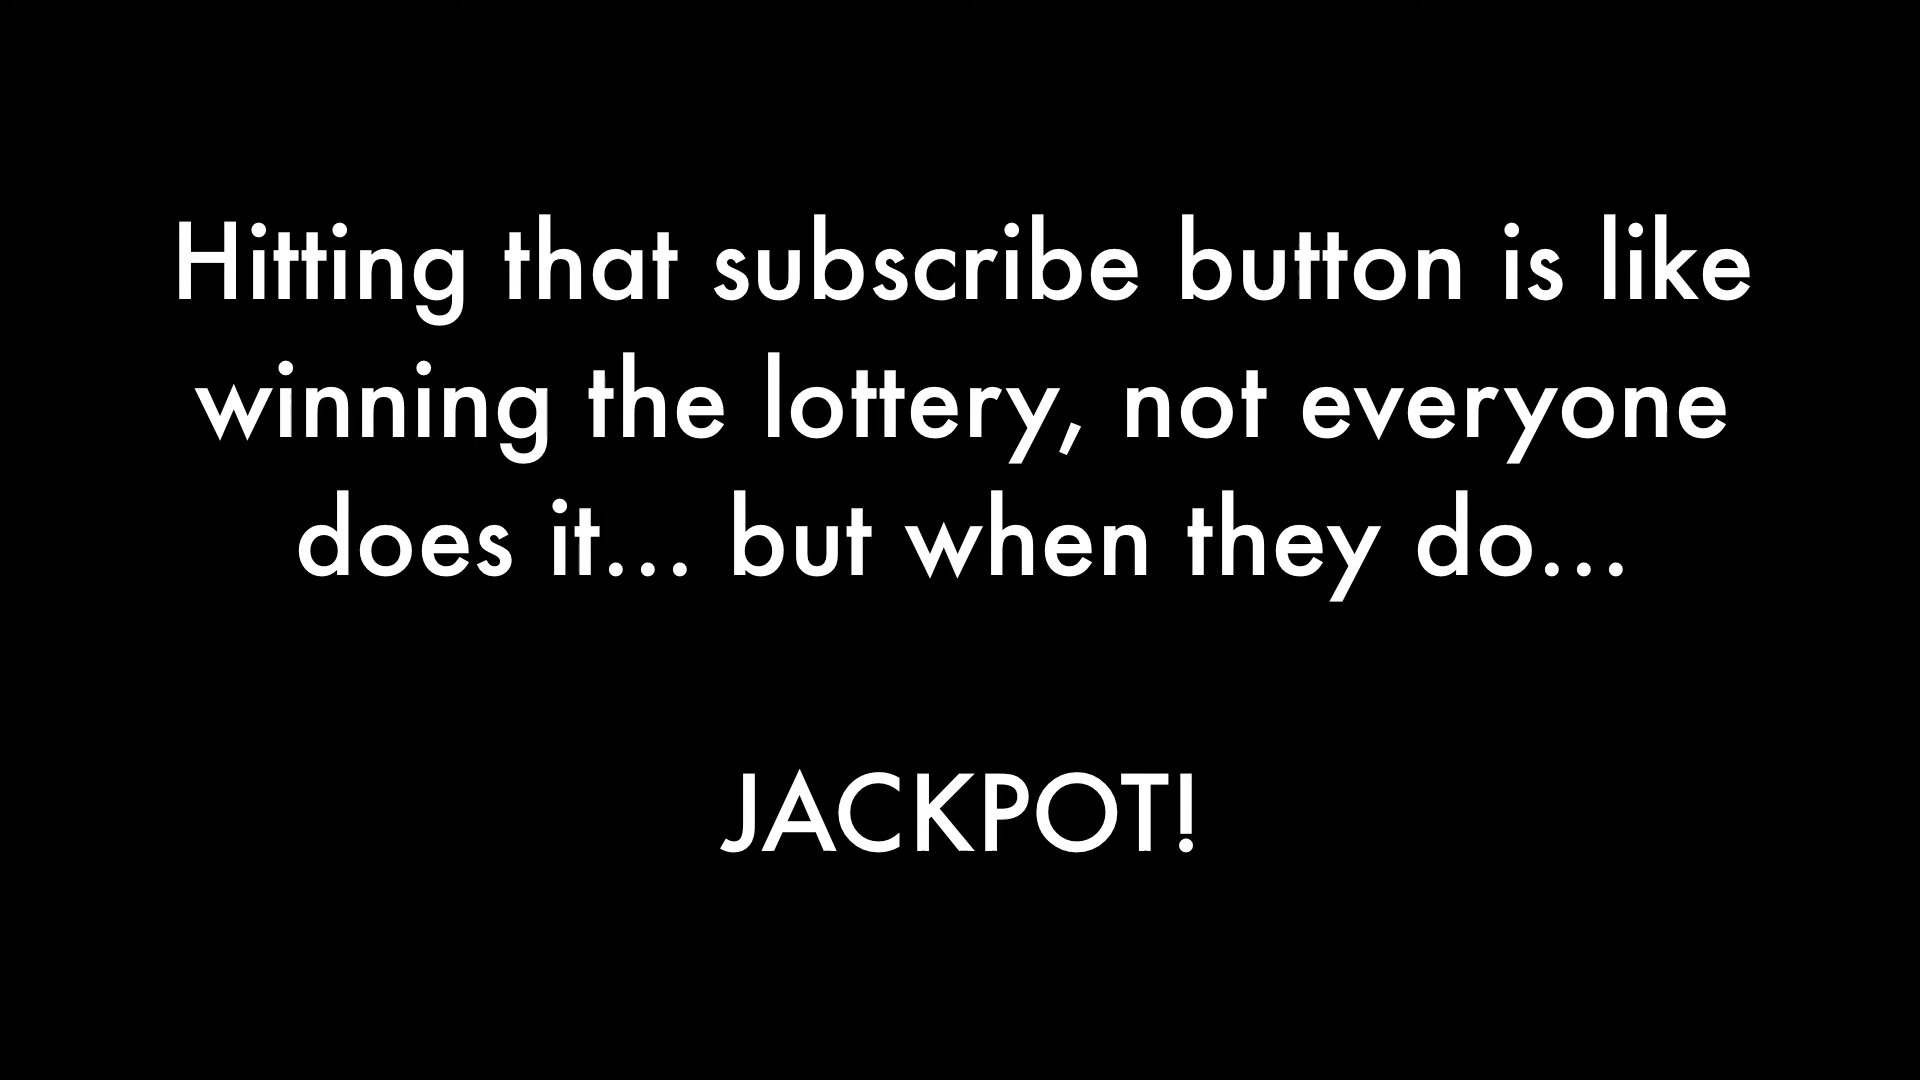 Hitting that subscribe button is like
winning the lottery, not everyone
does it... but when they do...
JACKPOT!